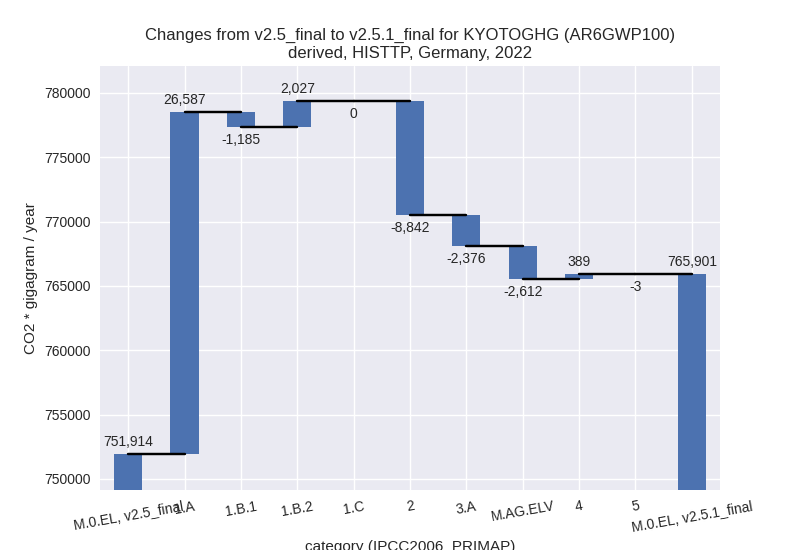 Changes from v2.5_final to v2.5.1_final for KYOTOGHG (AR6GWP100)
derived, HISTTP, Germany, 2022
CO2 * gigagram / year
780000
775000
770000
765000
760000
755000
750000
751,914
26,587
-1,185
2,027
0
-8,842
-2,376
-2,612
389
-3
765,901
M.0.EL, v2.5_final
1.A
1.B.1
1.B.2
1.C
2
3.A
M.AG.ELV
4
5
M.0.EL, v2.5.1_final
category (IPCC2006_PRIMAP)